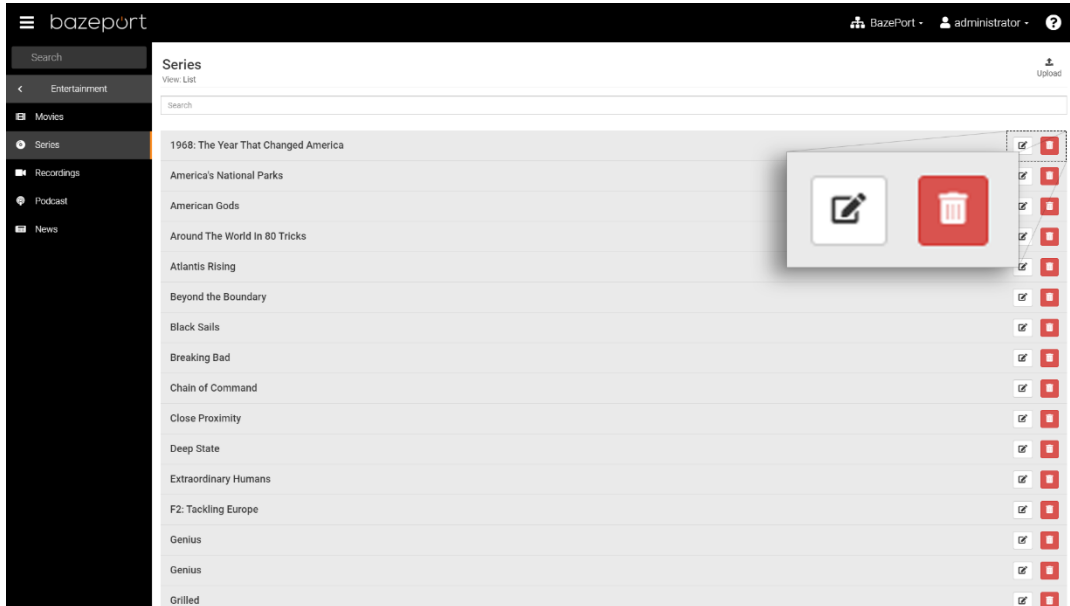 bazeport
BazePort
administrator
?
Search
Entertainment
Movies
Series
Recordings
Podcast
News
Series
View: List
Upload
Search
1968: The Year That Changed America
America's National Parks
American Gods
Around The World In 80 Tricks
Atlantis Rising
Beyond the Boundary
Black Sails
Breaking Bad
Chain of Command
Close Proximity
Deep State
Extraordinary Humans
F2: Tackling Europe
Genius
Genius
Grilled